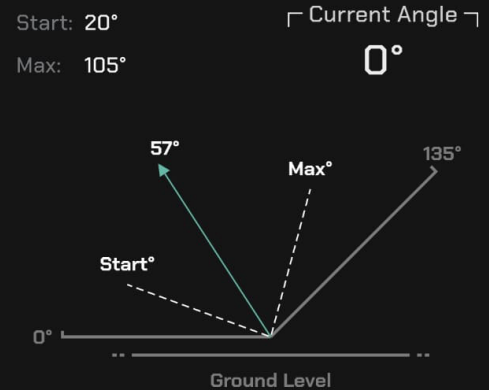 Start: 20°
Current Angle
Max: 105°
0°
57°
135°
Max°
Start°
0°
Ground Level